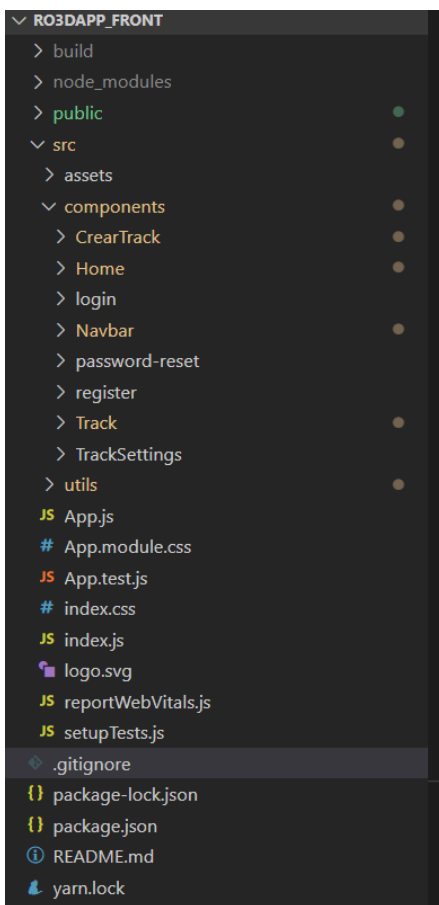 RO3DAPP_FRONT
build
node_modules
public
src
assets
components
CrearTrack
Home
login
Navbar
password-reset
register
Track
TrackSettings
utils
JS App.js
# App.module.css
JS App.test.js
# index.css
JS index.js
logo.svg
JS reportWebVitals.js
JS setupTests.js
.gitignore
{} package-lock.json
{} package.json
README.md
yarn.lock